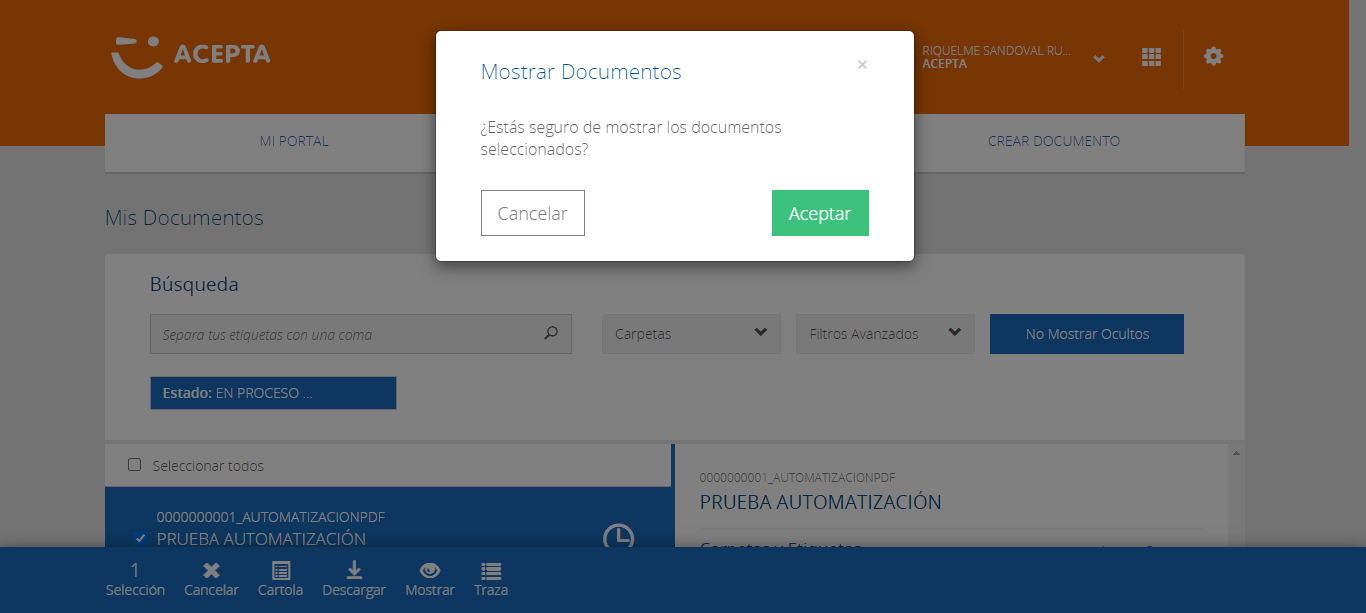 ACEPTA
RIQUELME SANDOVAL RU...
ACEPTA
Mostrar Documentos
×
¿Estás seguro de mostrar los documentos
seleccionados?
Cancelar
Aceptar
MI PORTAL
CREAR DOCUMENTO
Mis Documentos
Búsqueda
Separa tus etiquetas con una coma
Carpetas
Filtros Avanzados
No Mostrar Ocultos
Estado: EN PROCESO ...
Seleccionar todos
0000000001_AUTOMATIZACIONPDF
PRUEBA AUTOMATIZACIÓN
0000000001_AUTOMATIZACIONPDF
PRUEBA AUTOMATIZACIÓN
Carpetas y Etiquetas
1
Selección
Cancelar
Cartola
Descargar
Mostrar
Traza